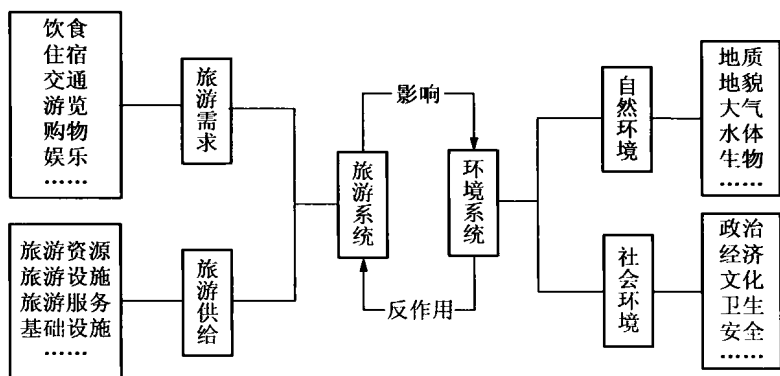 饮食
住宿
交通
游览
购物
娱乐
……
旅游需求
旅游资源
旅游设施
旅游服务
基础设施
……
旅游供给
旅游系统
影响
反作用
环境系统
自然环境
地质
地貌
大气
水体
生物
……
社会环境
政治
经济
文化
卫生
安全
……